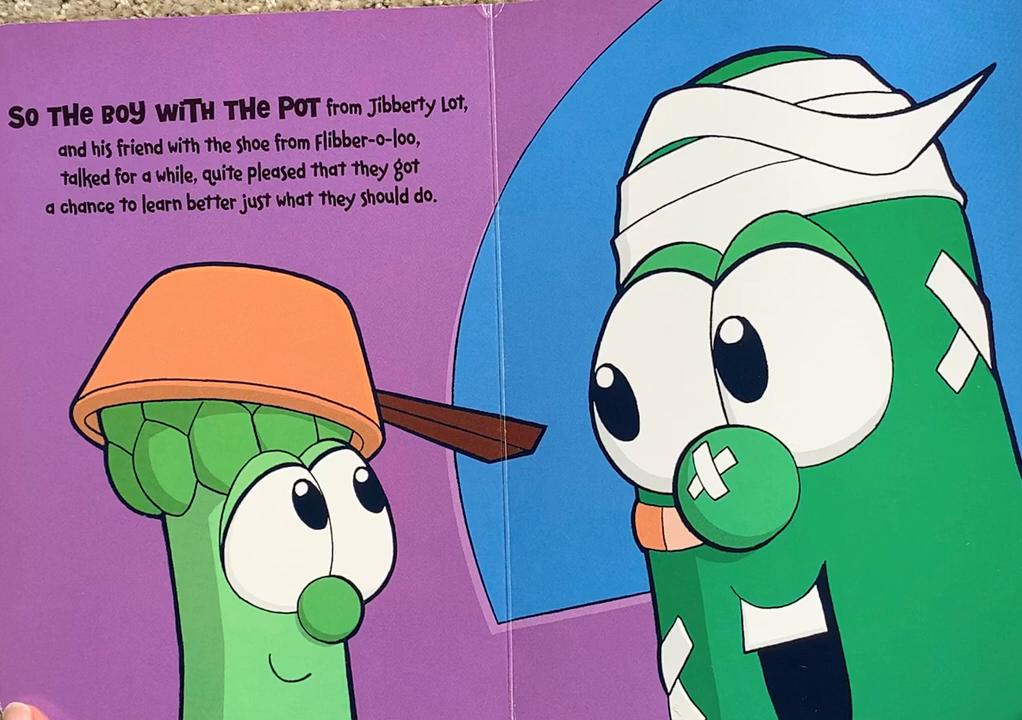 SO THE BOY WITH THE POT from Jibberty Lot,
and his friend with the shoe from Flibber-o-loo,
talked for a while, quite pleased that they got
a chance to learn better just what they should do.